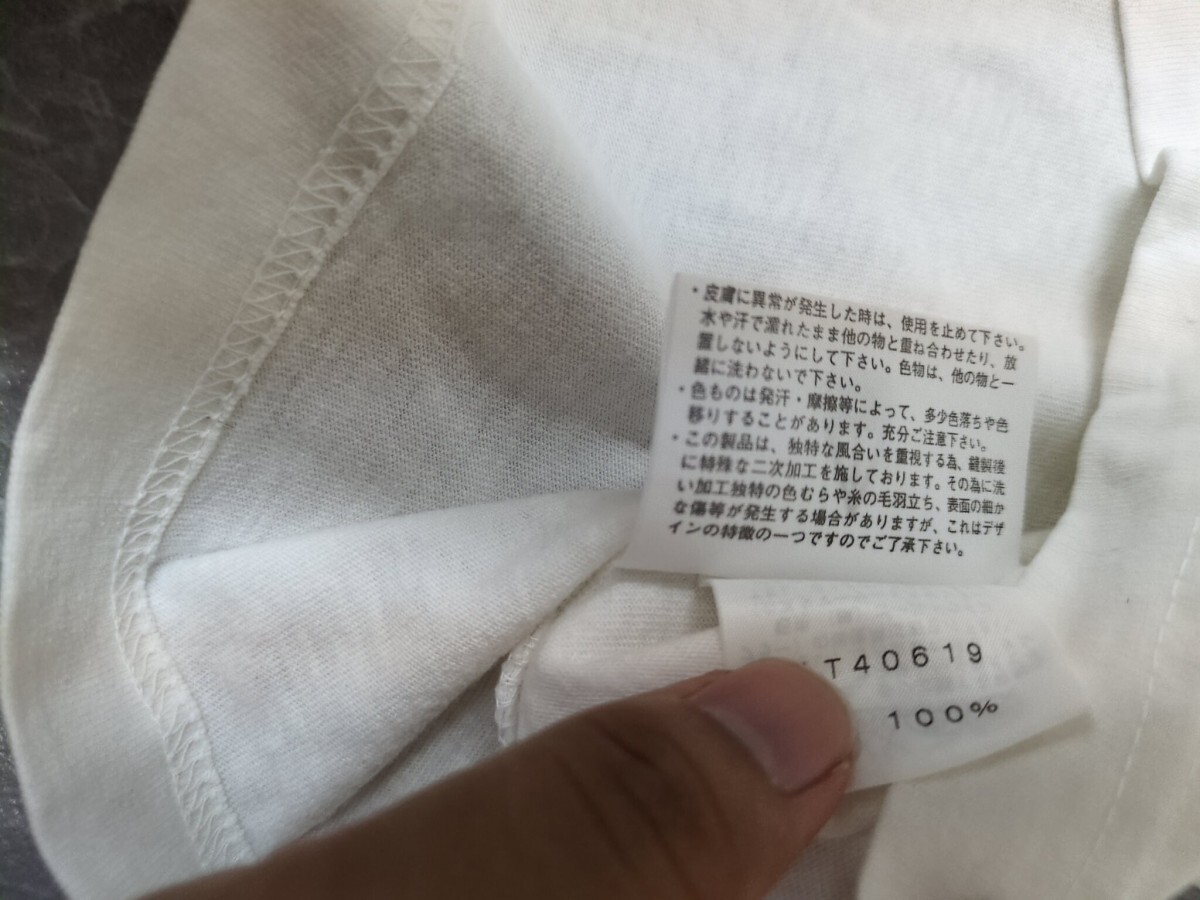 ・皮膚に異常が発生した時は、使用を止めて下さい。
水や汗で濡れたまま他の物と重ね合わせたり、放
置しないようにして下さい。色物は、他の物と一
緒に洗わないで下さい。
・色ものは発汗・摩擦等によって、多少色落ちや色
移りすることがあります。充分ご注意下さい。
・この製品は、独特な風合いを重視する為、縫製後
に特殊な二次加工を施しております。その為に洗
い加工独特の色むらや糸の毛羽立ち、表面の細か
な傷等が発生する場合がありますが、これはデザ
インの特徴の一つですのでご了承下さい。
T40619
100%